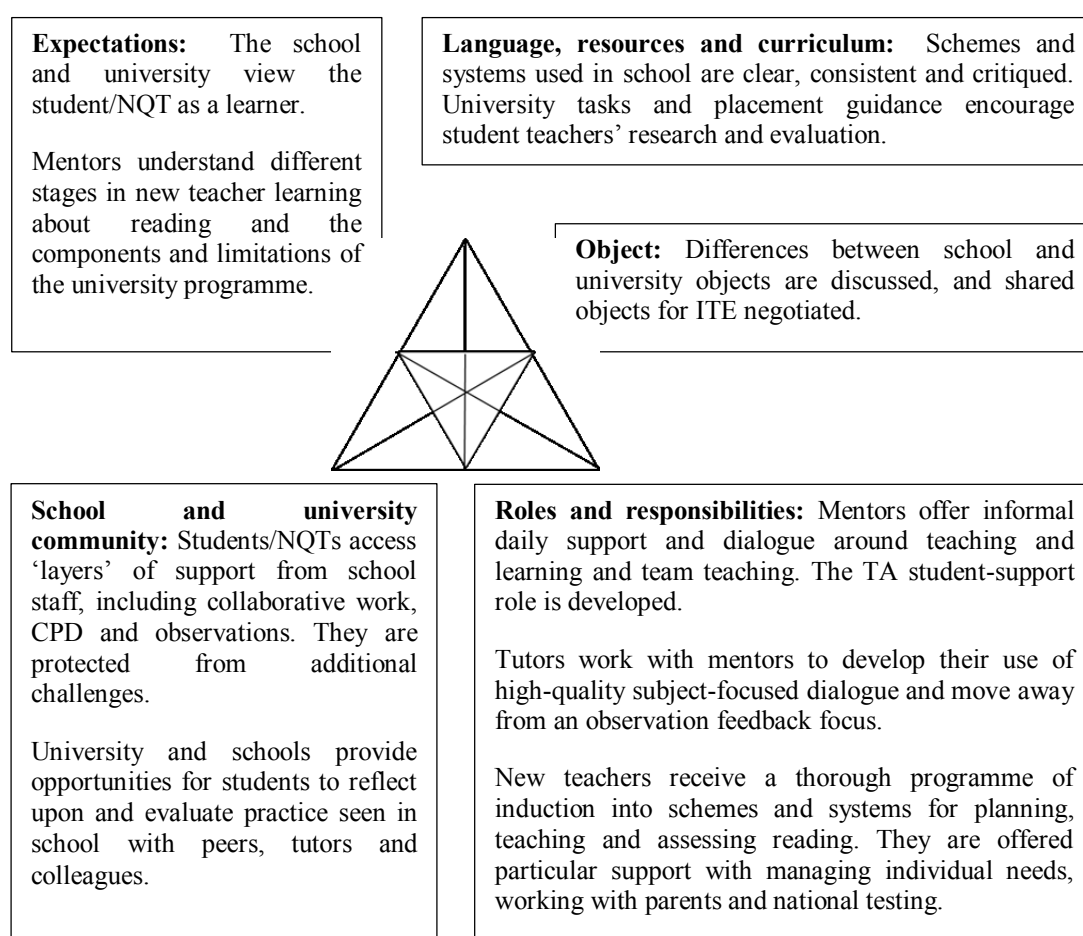 Expectations: The school
and university view the
student/NQT as a learner.
Mentors understand different
stages in new teacher learning
about reading and the
components and limitations of
the university programme.
Language, resources and curriculum: Schemes and
systems used in school are clear, consistent and critiqued.
University tasks and placement guidance encourage
student teachers’ research and evaluation.
Object: Differences between school and
university objects are discussed, and shared
objects for ITE negotiated.
School and university
community: Students/NQTs access
‘layers’ of support from school
staff, including collaborative work,
CPD and observations. They are
protected from additional
challenges.
University and schools provide
opportunities for students to reflect
upon and evaluate practice seen in
school with peers, tutors and
colleagues.
Roles and responsibilities: Mentors offer informal
daily support and dialogue around teaching and
learning and team teaching. The TA student-support
role is developed.
Tutors work with mentors to develop their use of
high-quality subject-focused dialogue and move away
from an observation feedback focus.
New teachers receive a thorough programme of
induction into schemes and systems for planning,
teaching and assessing reading. They are offered
particular support with managing individual needs,
working with parents and national testing.